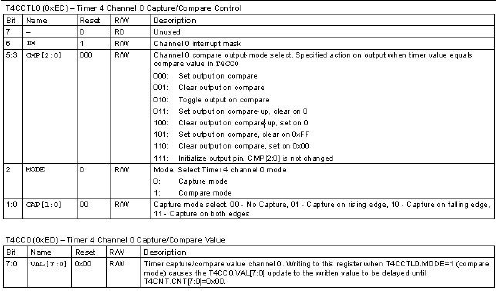 T4CCTL0 (0xEC) – Timer 4 Channel 0 Capture/Compare Control
Bit Name Reset R/W Description
7 – 0 R0 Unused
6 IM 1 R/W Channel 0 interrupt mask
5:3 CMP[2:0] 000 R/W Channel 0 compare output mode select. Specified action on output when timer value equals
compare value in T4CC0
000: Set output on compare
001: Clear output on compare
010: Toggle output on compare
011: Set output on compare-up, clear on 0
100: Clear output on compare-up, set on 0
101: Set output on compare, clear on 0xFF
110: Clear output on compare, set on 0x00
111: Initialize output pin. CMP[2:0] is not changed
2 MODE 0 R/W Mode. Select Timer 4 channel 0 mode
0: Capture mode
1: Compare mode
1:0 CAP[1:0] 00 R/W Capture mode select. 00 - No Capture, 01 - Capture on rising edge, 10 - Capture on falling edge,
11 - Capture on both edges
T4CC0 (0xED) – Timer 4 Channel 0 Capture/Compare Value
Bit Name Reset R/W Description
7:0 VAL[7:0] 0x00 R/W Timer capture/compare value channel 0. Writing to this register when T4CCTL0.MODE=1 (compare
mode) causes the T4CC0.VAL[7:0] update to the written value to be delayed until
T4CNT.CNT[7:0]=0x00.